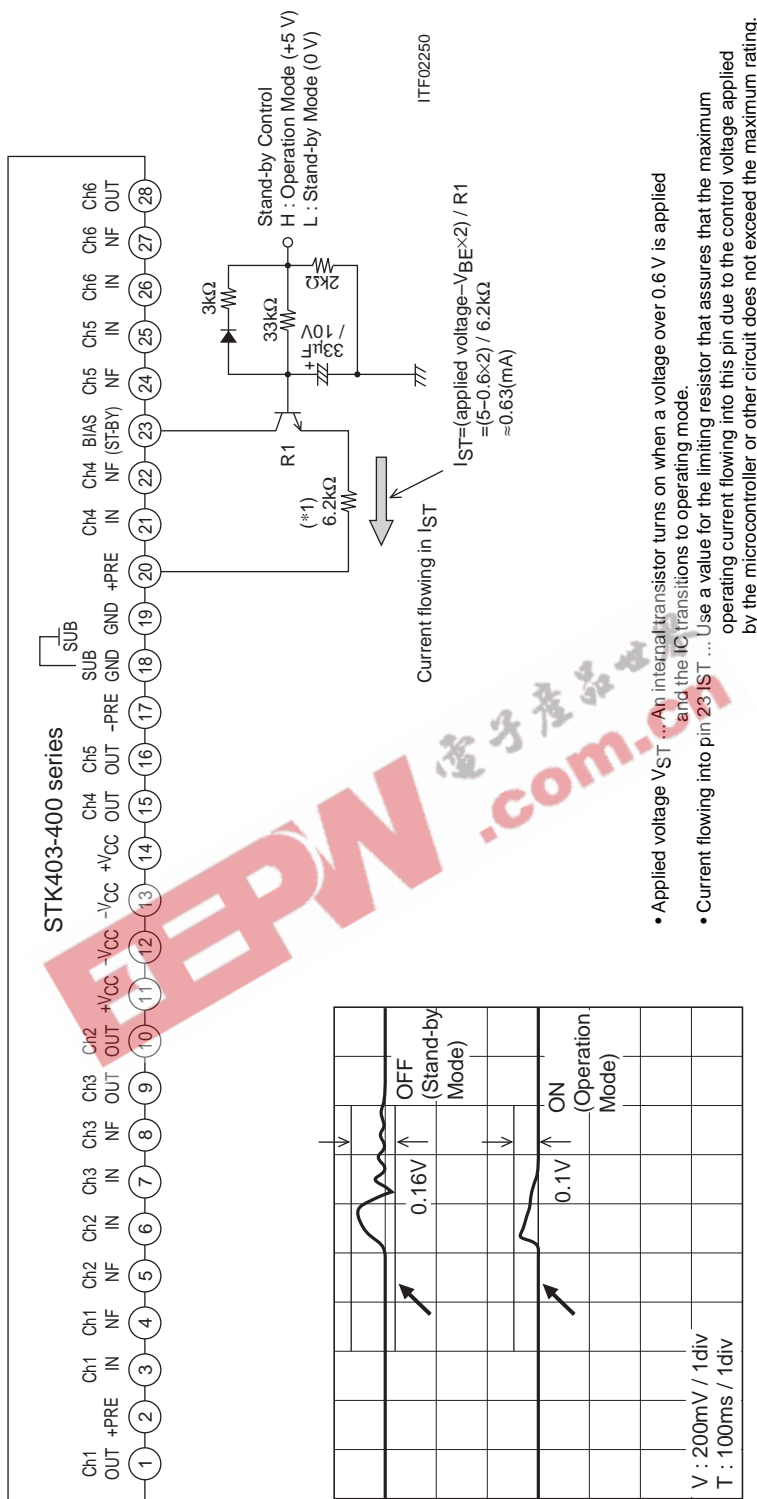 STK403-400 series
Ch1 OUT
+PRE
Ch1 IN
Ch1 NF
Ch2 NF
Ch2 IN
Ch3 IN
Ch3 NF
Ch3 OUT
Ch2 OUT
+VCC
-VCC
-VCC
+VCC
Ch4 OUT
Ch5 OUT
-PRE
SUB GND
GND
+PRE
Ch4 IN
Ch4 NF
BIAS (ST-BY)
Ch5 NF
Ch5 IN
Ch6 IN
Ch6 NF
Ch6 OUT
1 2 3 4 5 6 7 8 9 10 11 12 13 14 15 16 17 18 19 20 21 22 23 24 25 26 27 28
SUB
Stand-by Control
H : Operation Mode (+5 V)
L : Stand-by Mode (0 V)
3kΩ
33kΩ
2kΩ
+
33µF
/ 10V
R1
(*1)
6.2kΩ
Current flowing in IST
IST=(applied voltage–VBE×2) / R1
=(5–0.6×2) / 6.2kΩ
≈0.63(mA)
ITF02250
OFF
(Stand-by
Mode)
0.16V
ON
(Operation
Mode)
0.1V
V : 200mV / 1div
T : 100ms / 1div
• Applied voltage VST ... An internal transistor turns on when a voltage over 0.6 V is applied
and the IC transitions to operating mode.
• Current flowing into pin 23 IST ... Use a value for the limiting resistor that assures that the maximum
operating current flowing into this pin due to the control voltage applied
by the microcontroller or other circuit does not exceed the maximum rating.
EEPW
電子產品世界
.com.cn